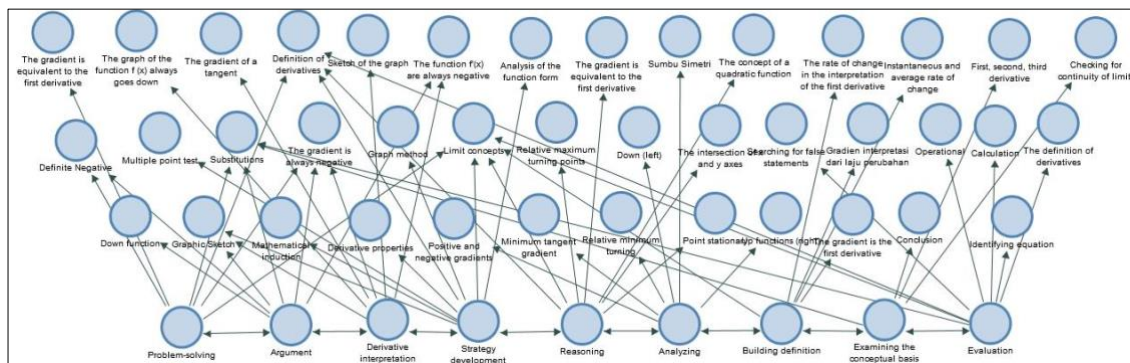 The gradient is
equivalent to the
first derivative
The graph of the
function f (x) always
goes down
The gradient of a
tangent
Definition of
derivatives
Sketch of the graph
The function f'(x)
are always negative
Analysis of the
function form
The gradient is
equivalent to the
first derivative
Sumbu Simetri
The concept of a
quadratic function
The rate of change
in the interpretation
of the first derivative
Instantaneous and
average rate of
change
First, second, third
derivative
Checking for
continuity of limit
Definite Negative
Multiple point test
Substitutions
The gradient is
always negative
Graph method
Limit concepts
Relative maximum
turning points
Down (left)
The intersection of
and y axes
Searching for false
statements
Gradien interpretasi
dari laju perubahan
Operational
Calculation
The definition of
derivatives
Down function
Graphic Sketch
Mathematical
induction
Derivative properties
Positive and
negative gradients
Minimum tangent
gradient
Relative minimum
turning
Point stationary
functions
The gradient is the
first derivative
Conclusion
Identifying equation
Problem-solving
Argument
Derivative
interpretation
Strategy
development
Reasoning
Analyzing
Building definition
Examining the
conceptual basis
Evaluation